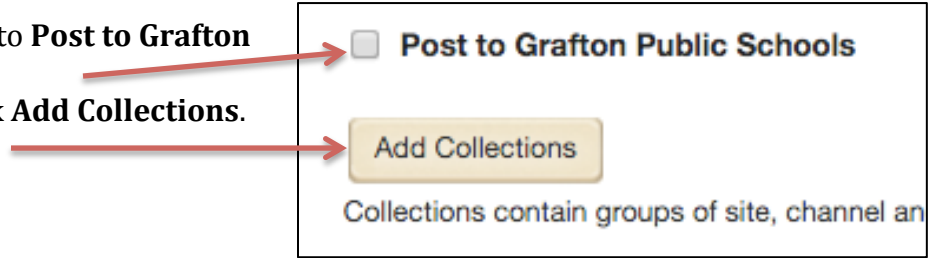 to Post to Grafton
Add Collections.
Post to Grafton Public Schools
Add Collections
Collections contain groups of site, channel an